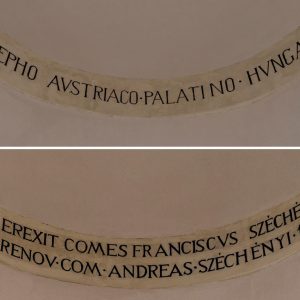 EPHO AVSTRIACO·PALATINO·HVNGA
EREXIT COMES FRANCISCVS SZÉCHÉ
RENOV·COM·ANDREAS·SZÉCHÉNYI·